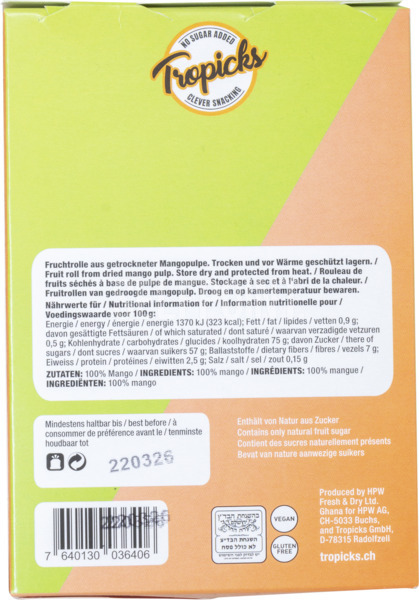 NO SUGAR ADDED
Tropicks
CLEVER SNACKING
Fruchtrolle aus getrockneter Mangopulpe. Trocken und vor Wärme geschützt lagern. /
Fruit roll from dried mango pulp. Store dry and protected from heat. / Rouleau de
fruits séchés à base de pulpe de mangue. Stockage à sec et à l'abri de la chaleur. /
Fruitrollen van gedroogde mangopulp. Droog en op kamertemperatuur bewaren.
Nährwerte für / Nutritional information for / Information nutritionelle pour /
Voedingswaarde voor 100g:
Energie / energy / énergie / energie 1370 kJ (323 kcal); Fett / fat / lipides / vetten 0,9 g;
davon gesättigte Fettsäuren / of which saturated / dont saturé / waarvan verzadigde vetzuren
0,5 g; Kohlenhydrate / carbohydrates / glucides / koolhydraten 75 g; davon Zucker / there of
sugars / dont sucres / waarvan suikers 57 g; Ballaststoffe / dietary fibers / fibres / vezels 7 g;
Eiweiss / protein / protéines / eiwitten 2,5 g; Salz / salt / sel / zout 0,15 g
ZUTATEN: 100% Mango / INGREDIENTS: 100% mango / INGRÉDIENTS: 100% mangue /
INGREDIËNTEN: 100% mango
Mindestens haltbar bis / best before / à
consommer de préférence avant le / tenminste
houdbaar tot
220326
Enthält von Natur aus Zucker
Contains only natural fruit sugar
Contient des sucres naturellement présents
Bevat van nature aanwezige suikers
220326
7 640130 036406
בהשגחת הבד"ץ
השגחת הבד"צ
לא כולל פסח
VEGAN
GLUTEN
FREE
Produced by HPW
Fresh & Dry Ltd.
Ghana for HPW AG,
CH-5033 Buchs,
and Tropicks GmbH,
D-78315 Radolfzell
tropicks.ch